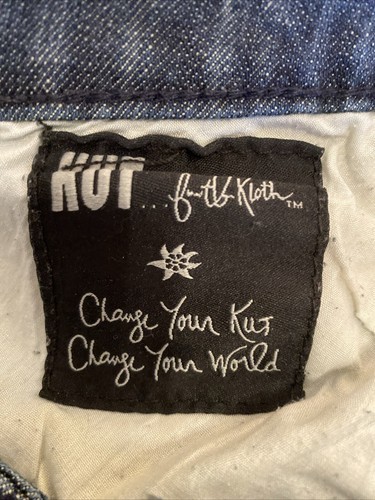 KUT ... from the Kloth ™
Change Your Kut
Change Your World